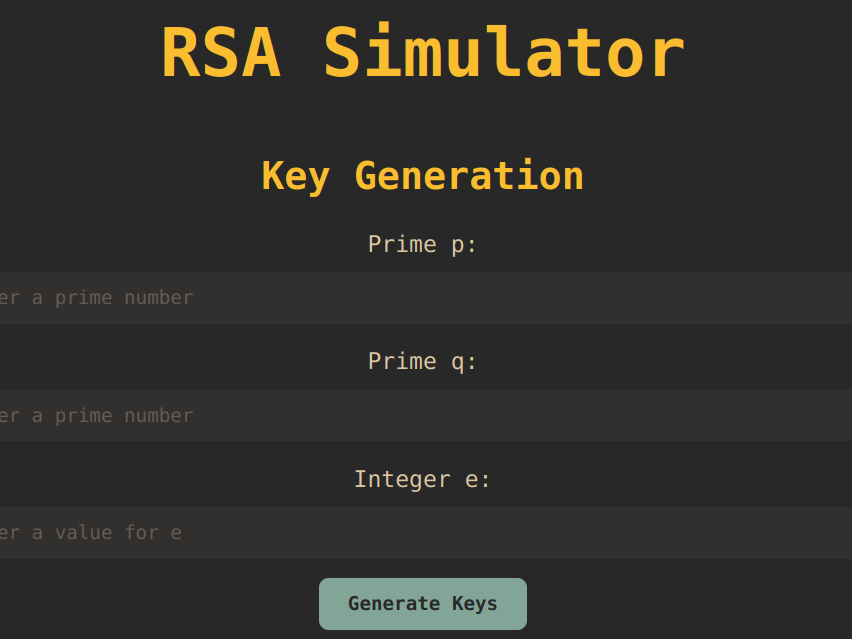 RSA Simulator
Key Generation
Prime p:
er a prime number
Prime q:
er a prime number
Integer e:
er a value for e
Generate Keys